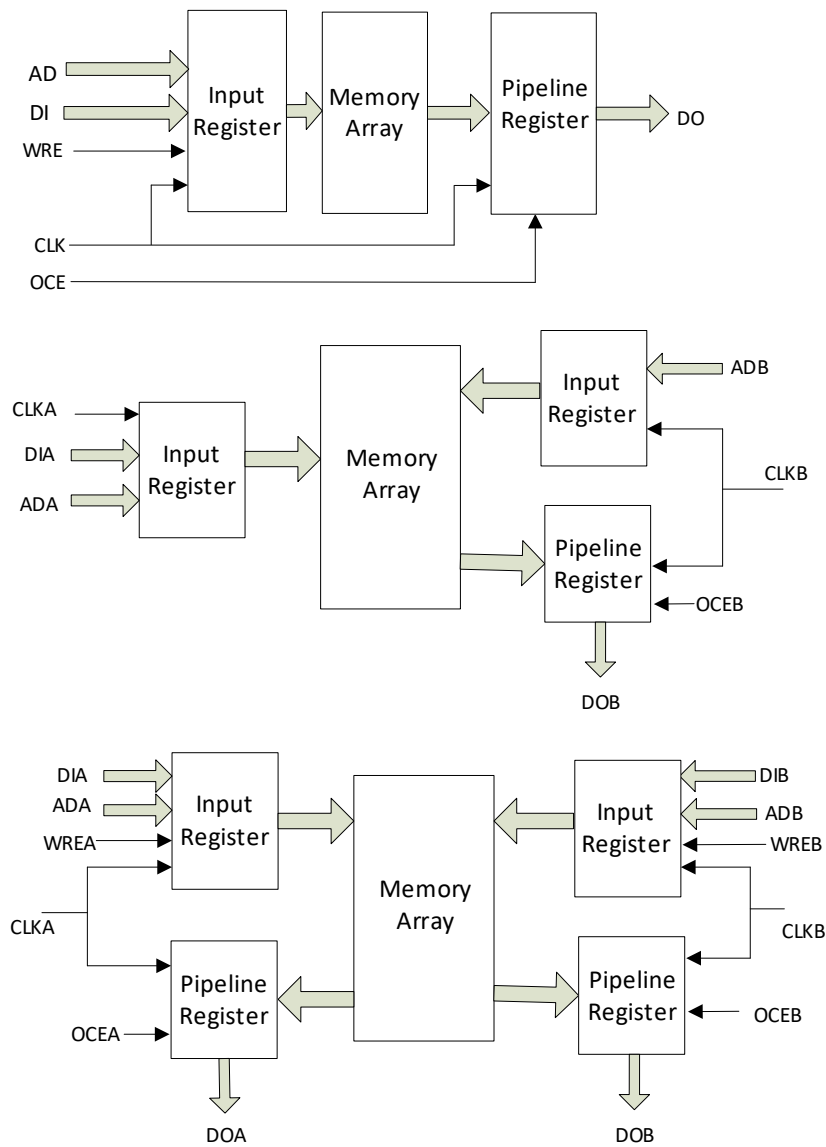 AD
DI
WRE
CLK
OCE
Input
Register
Memory
Array
Pipeline
Register
DO
CLKA
DIA
ADA
Input
Register
Memory
Array
Input
Register
ADB
CLKB
Pipeline
Register
OCEB
DOB
DIA
ADA
WREA
CLKA
OCEA
Input
Register
Pipeline
Register
DOA
Memory
Array
Input
Register
DIB
ADB
WREB
CLKB
Pipeline
Register
OCEB
DOB